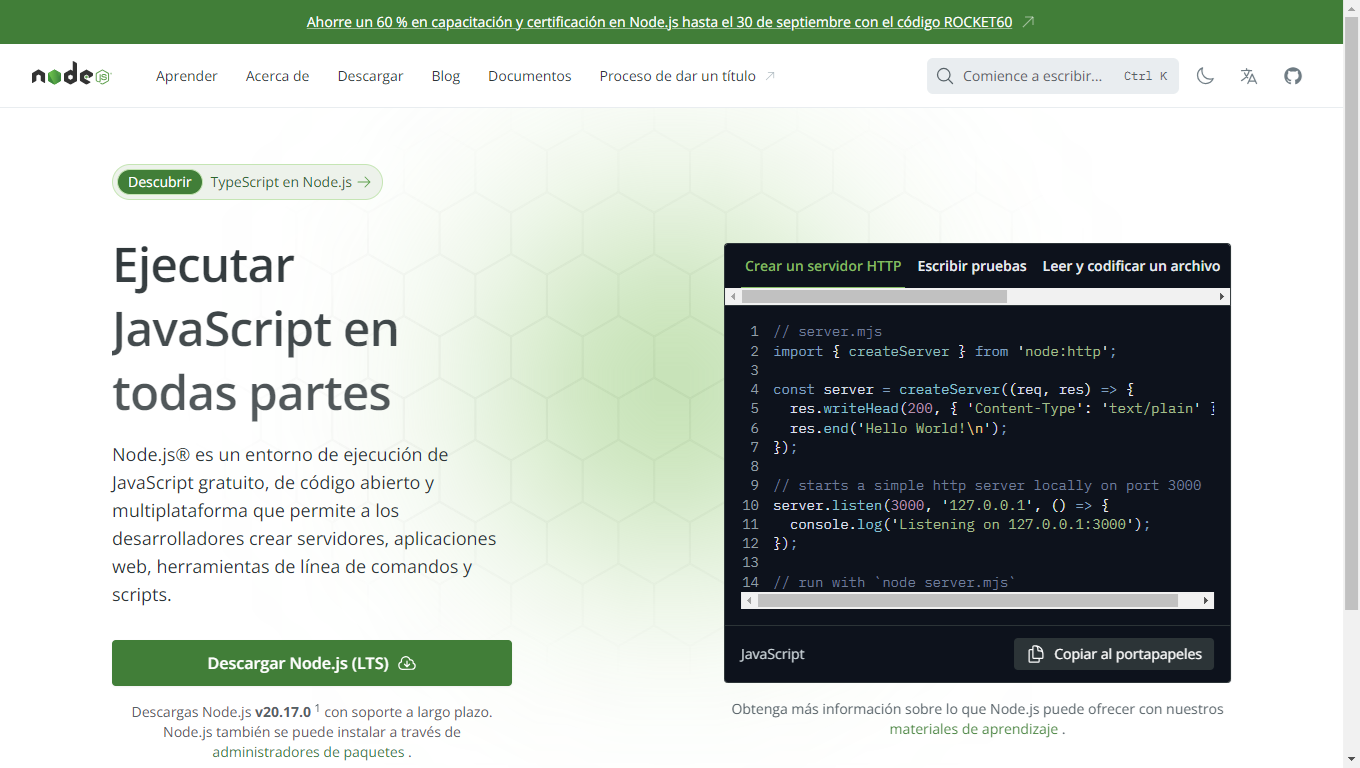 Ahorre un 60 % en capacitación y certificación en Node.js hasta el 30 de septiembre con el código ROCKET60
node JS
Aprender
Acerca de
Descargar
Blog
Documentos
Proceso de dar un título
Comience a escribir...
Ctrl K
Descubrir
TypeScript en Node.js
Ejecutar
JavaScript en
todas partes
Node.js® es un entorno de ejecución de
JavaScript gratuito, de código abierto y
multiplataforma que permite a los
desarrolladores crear servidores, aplicaciones
web, herramientas de línea de comandos y
scripts.
Descargar Node.js (LTS)
Descargas Node.js v20.17.0 1 con soporte a largo plazo.
Node.js también se puede instalar a través de
administradores de paquetes .
Crear un servidor HTTP
Escribir pruebas
Leer y codificar un archivo
1 // server.mjs
2 import { createServer } from 'node:http';
3
4 const server = createServer((req, res) => {
5 res.writeHead(200, { 'Content-Type': 'text/plain' }
6 res.end('Hello World!\n');
7 });
8
9 // starts a simple http server locally on port 3000
10 server.listen(3000, '127.0.0.1', () => {
11 console.log('Listening on 127.0.0.1:3000');
12 });
13
14 // run with `node server.mjs`
JavaScript
Copiar al portapapeles
Obtenga más información sobre lo que Node.js puede ofrecer con nuestros
materiales de aprendizaje .